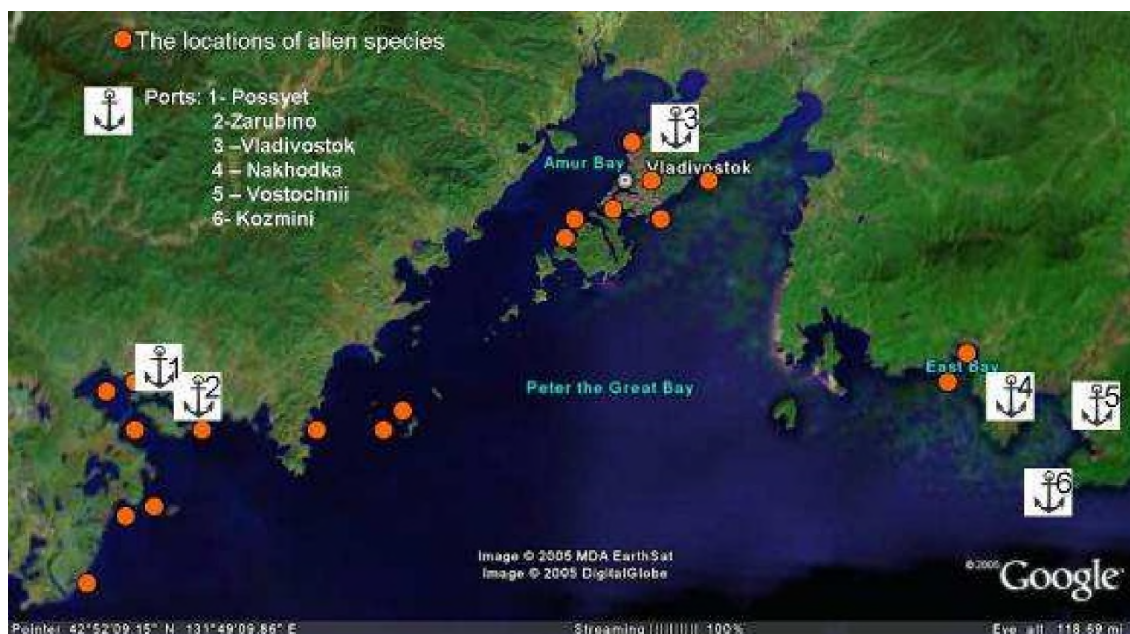 The locations of alien species
Ports: 1- Possyet
2-Zarubino
3 –Vladivostok
4 – Nakhodka
5 – Vostochnii
6- Kozmini
3
Amur Bay
Vladivostok
1
2
Peter the Great Bay
East Bay
4
5
6
Image © 2005 MDA EarthSat
Image © 2005 DigitalGlobe
©2005 Google
Pointer 42°52'09.15" N 131°49'09.86" E
Streaming |||||||||| 100%
Eye alt 118.59 mi